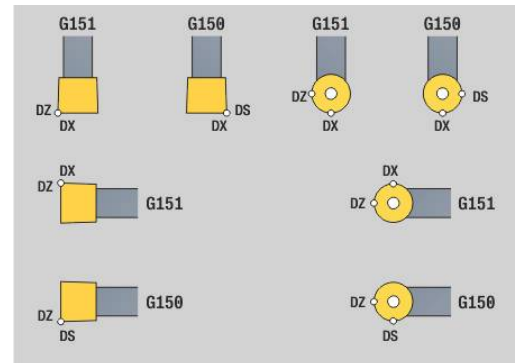 G151 G150 G151 G150
DZ DS DZ DS
DX DX DX DX
DX DX
DZ G151 DZ G151
DZ G150 DZ G150
DS DS